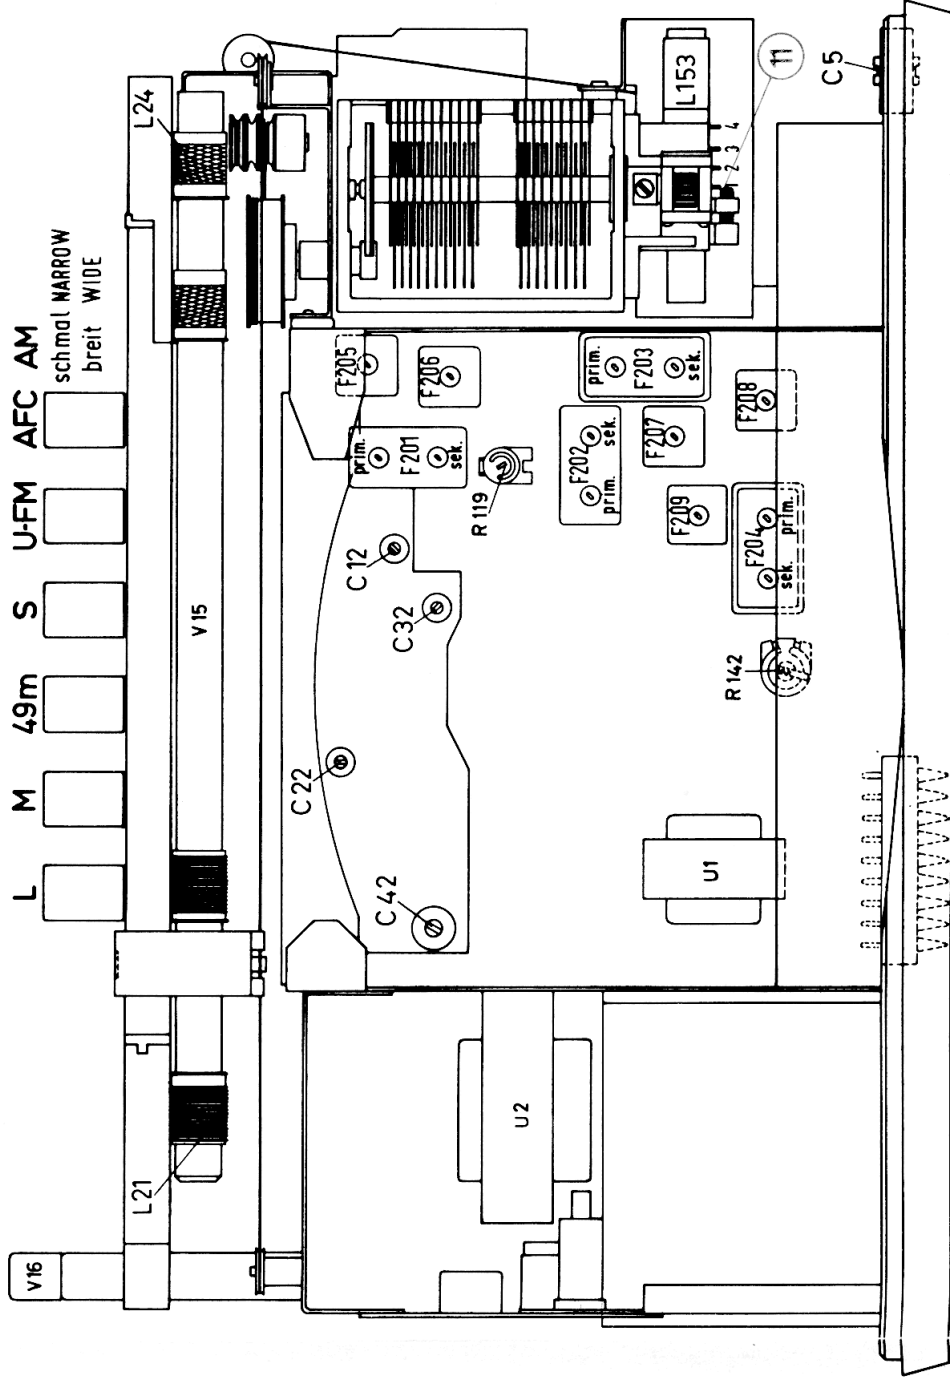 L
M
49m
S
U-FM
AFC
AM
schmal NARROW
breit WIDE
V16
L21
V15
L24
C 42
C 22
C 32
C 12
prim.
F201
sek.
F205
F206
R 119
prim.
F202
sek.
prim.
F203
sek.
F207
F208
F209
sek.
F204
prim.
R 142
U1
U2
L153
1
2
3
4
11
C 5